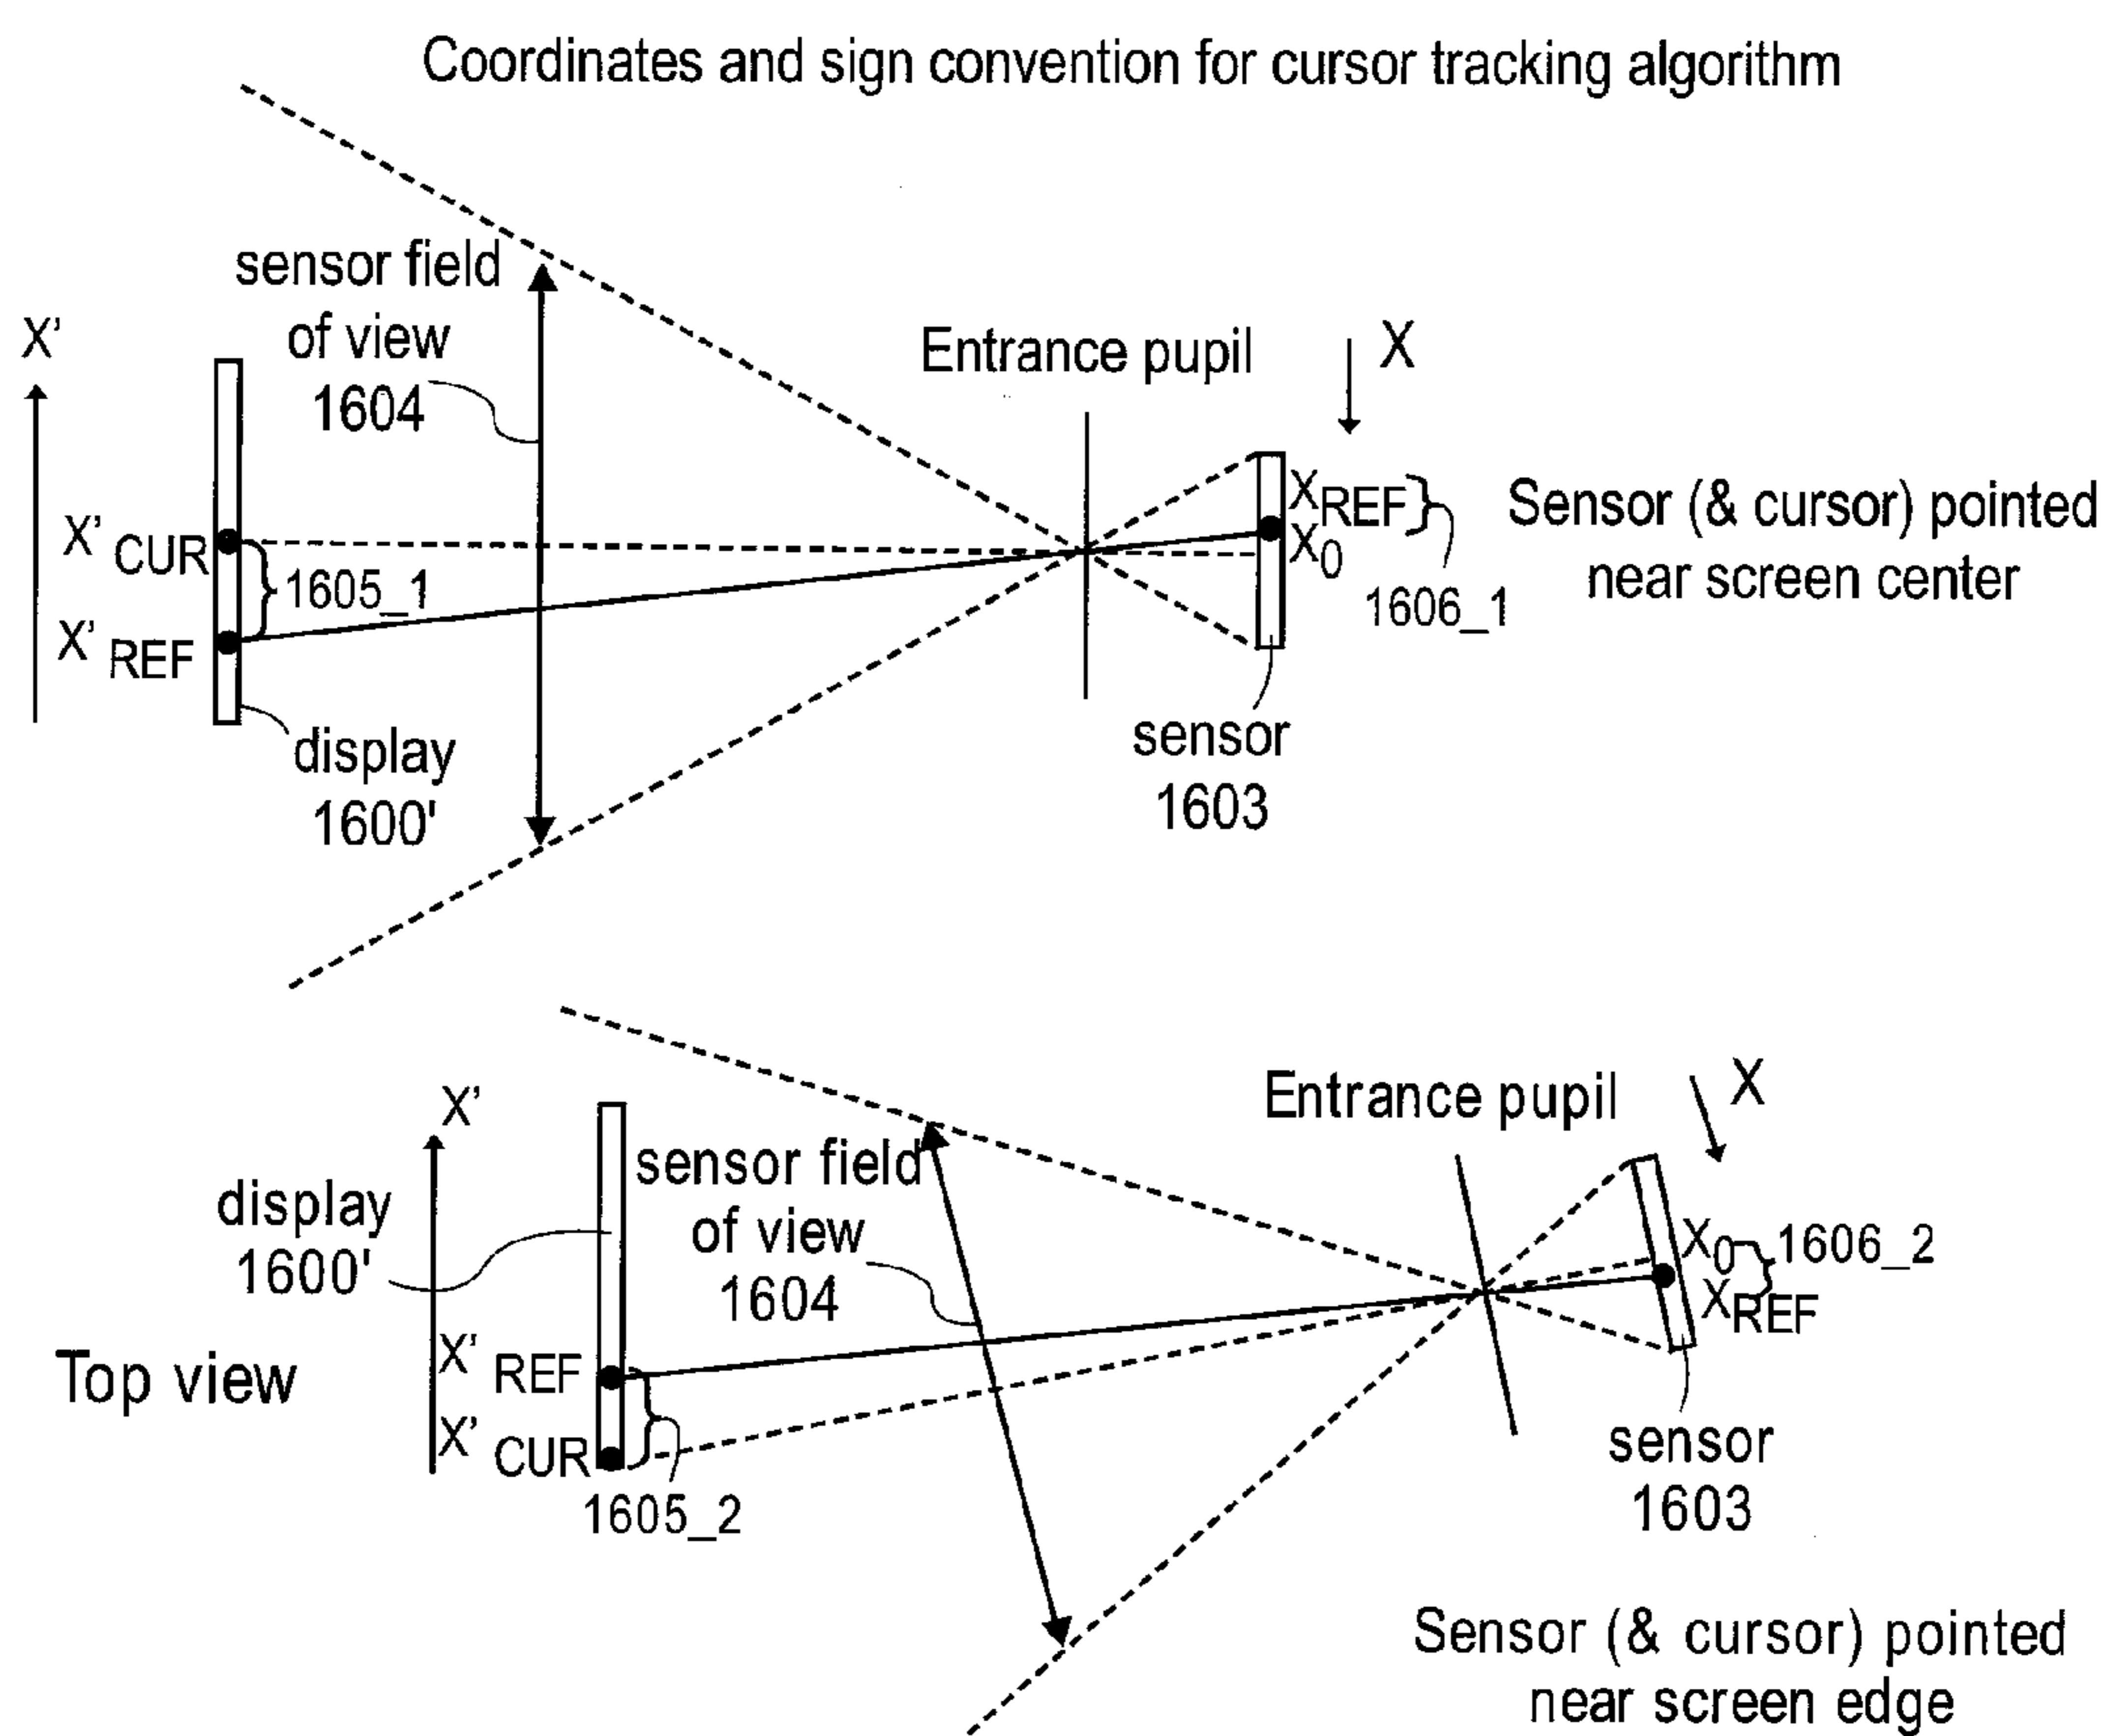 Coordinates and sign convention for cursor tracking algorithm
sensor field
of view
1604
X'
Entrance pupil
X
X' CUR
1605_1
X' REF
X REF
X0
1606_1
Sensor (& cursor) pointed
near screen center
display
1600'
sensor
1603
X'
sensor field
of view
1604
Entrance pupil
X
display
1600'
X0
1606_2
X REF
Top view
X' REF
X' CUR
1605_2
sensor
1603
Sensor (& cursor) pointed
near screen edge